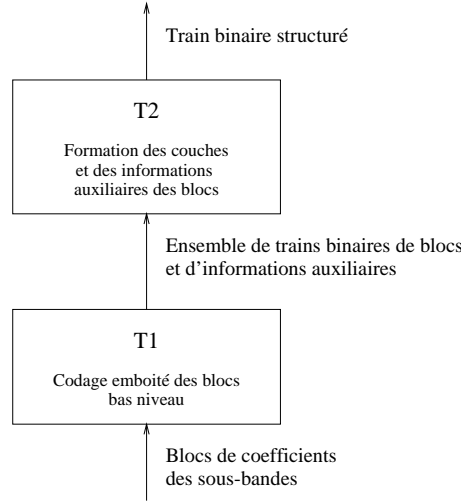 Train binaire structuré
T2
Formation des couches
et des informations
auxiliaires des blocs
Ensemble de trains binaires de blocs
et d'informations auxiliaires
T1
Codage emboité des blocs
bas niveau
Blocs de coefficients
des sous-bandes